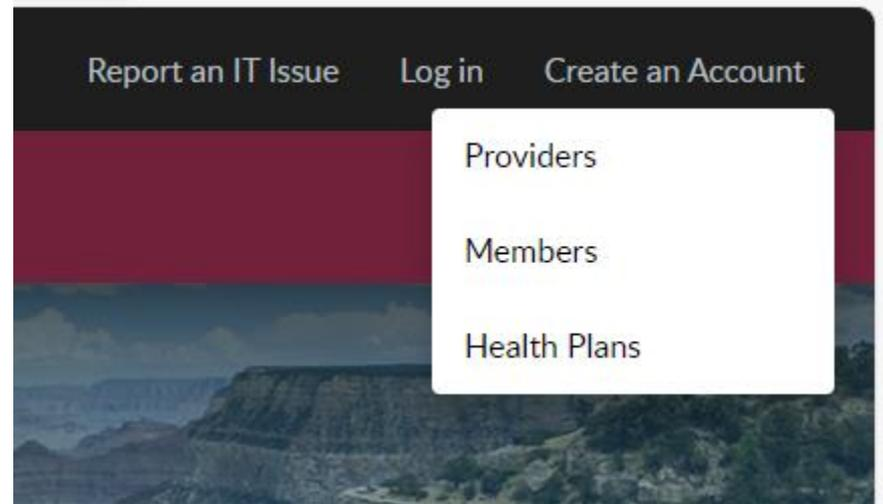 Report an IT Issue Log in Create an Account
Providers
Members
Health Plans